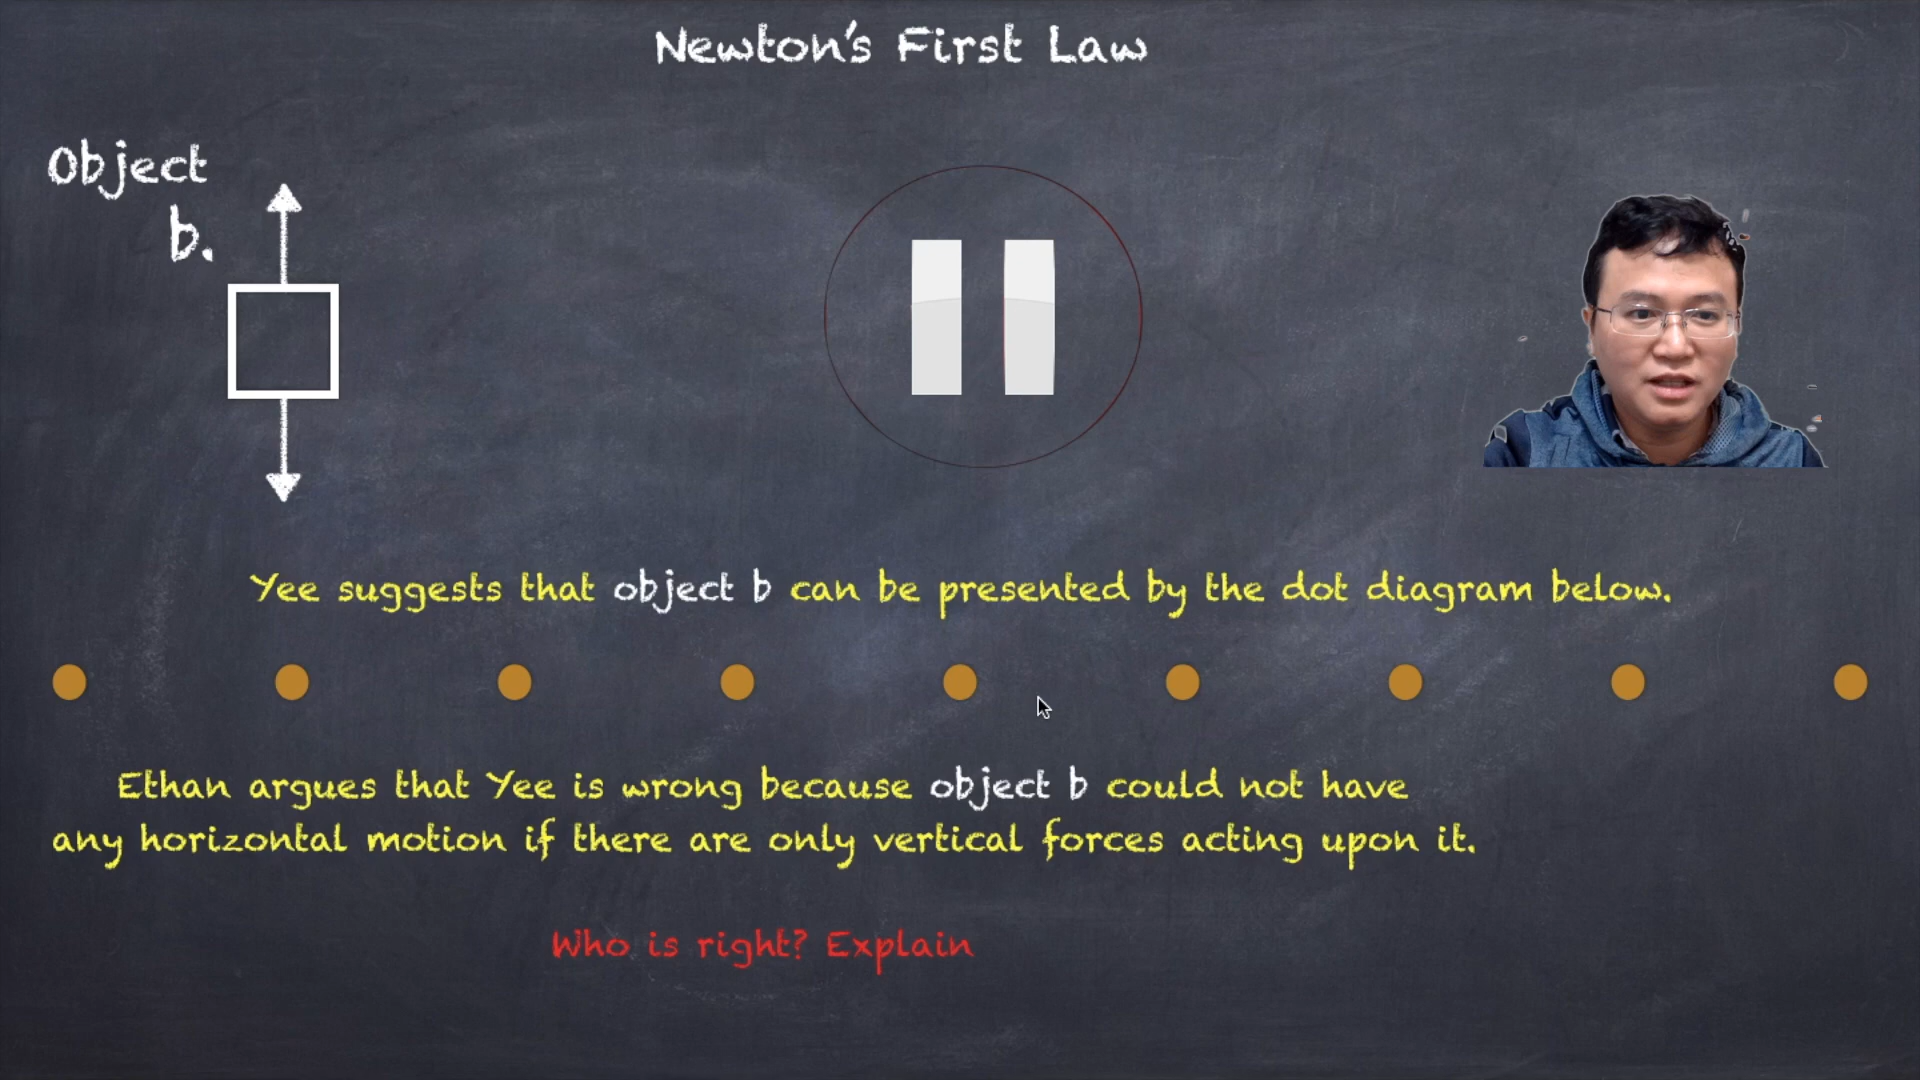 Newton's First Law
Object
b.
Yee suggests that object b can be presented by the dot diagram below.
Ethan argues that Yee is wrong because object b could not have
any horizontal motion if there are only vertical forces acting upon it.
Who is right? Explain